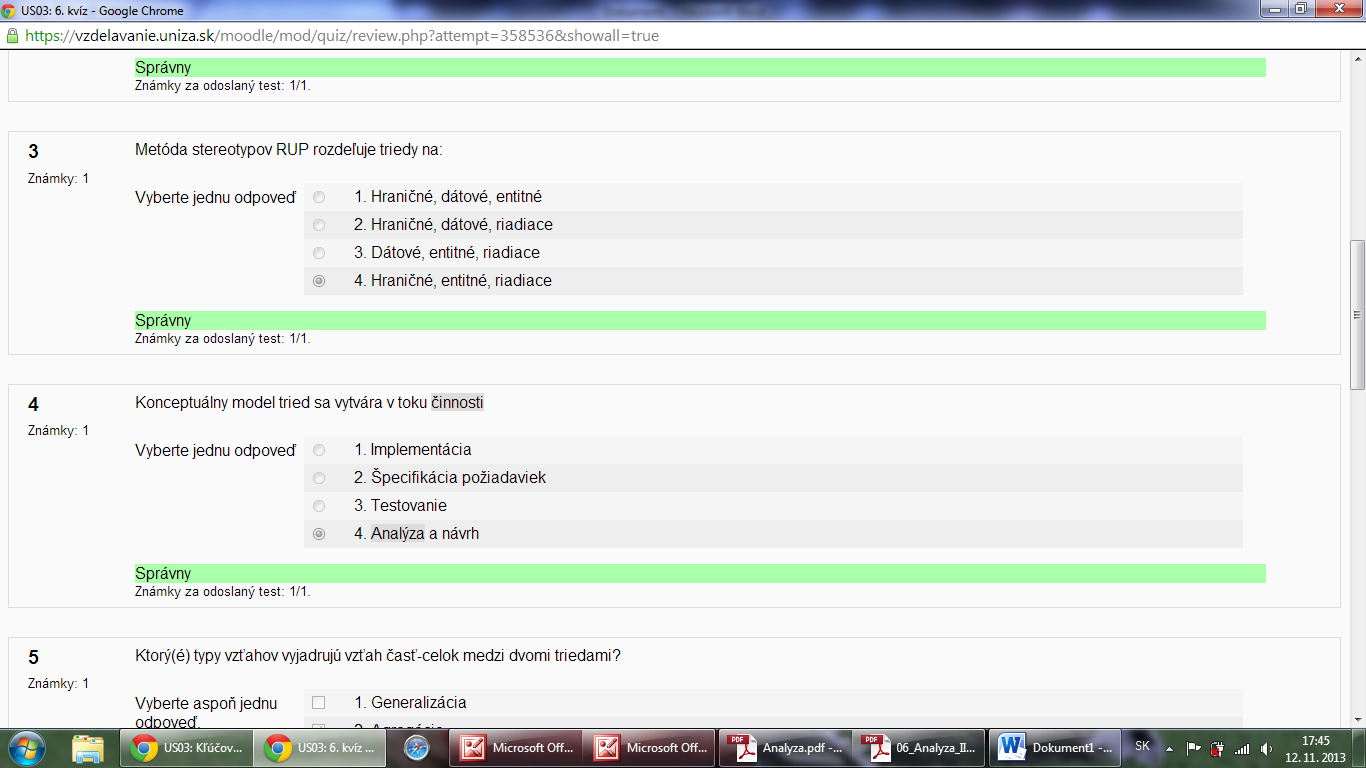 US03: 6. kvíz - Google Chrome
https://vzdelavanie.uniza.sk/moodle/mod/quiz/review.php?attempt=358536&showall=true
Správny
Známky za odoslaný test: 1/1.
3
Metóda stereotypov RUP rozdeľuje triedy na:
Známky: 1
Vyberte jednu odpoveď
1. Hraničné, dátové, entitné
2. Hraničné, dátové, riadiace
3. Dátové, entitné, riadiace
4. Hraničné, entitné, riadiace
Správny
Známky za odoslaný test: 1/1.
4
Konceptuálny model tried sa vytvára v toku činnosti
Známky: 1
Vyberte jednu odpoveď
1. Implementácia
2. Špecifikácia požiadaviek
3. Testovanie
4. Analýza a návrh
Správny
Známky za odoslaný test: 1/1.
5
Ktorý(é) typy vzťahov vyjadrujú vzťah časť-celok medzi dvomi triedami?
Známky: 1
Vyberte aspoň jednu odpoveď.
1. Generalizácia
2. Agregácia
US03: Kľúčov...
US03: 6. kvíz ...
Microsoft Off...
Microsoft Off...
Analyza.pdf -...
06_Analyza_II...
Dokument1 -...
SK
17:45
12. 11. 2013